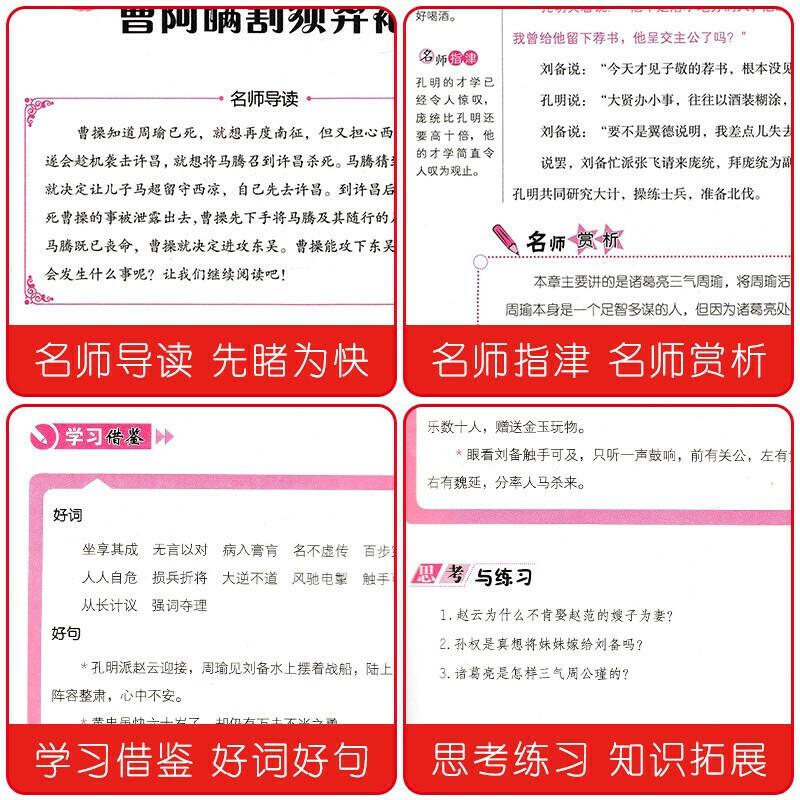 曹阿瞒割须弃袍
名师导读
曹操知道周瑜已死，就想再度南征，但又担心西
遂会趁机袭击许昌，就想将马腾召到许昌杀死。马腾猜
就决定让儿子马超留守西凉，自己先去许昌。到许昌后
死曹操的事被泄露出去，曹操先下手将马腾及其随行的
马腾既已丧命，曹操就决定进攻东吴。曹操能攻下东吴
会发生什么事呢？让我们继续阅读吧！
名师导读 先睹为快
好喝酒。
名师指津
孔明的才学已
经令人惊叹，
庞统比孔明还
要高十倍，他
的才学简直令
人叹为观止。
我曾给他留下荐书，他呈交主公了吗？”
刘备说：“今天才见子敬的荐书，根本没见
孔明说：“大贤办小事，往往以酒装糊涂，
刘备说：“要不是翼德说明，我差点儿失去
说罢，刘备忙派张飞请来庞统，拜庞统为副
孔明共同研究大计，操练士兵，准备北伐。
名师赏析
本章主要讲的是诸葛亮三气周瑜，将周瑜活
周瑜本身是一个足智多谋的人，但因为诸葛亮处
名师指津 名师赏析
学习借鉴
好词
坐享其成 无言以对 病入膏肓 名不虚传 百步
人人自危 损兵折将 大逆不道 风驰电掣 触手可
从长计议 强词夺理
好句
*孔明派赵云迎接，周瑜见刘备水上摆着战船，陆上
阵容整肃，心中不安。
*黄忠虽快六十岁了，却仍有万夫不当之勇
学习借鉴 好词好句
乐数十人，赠送金玉玩物。
*眼看刘备触手可及，只听一声鼓响，前有关公，左有
右有魏延，分率人马杀来。
思考与练习
1.赵云为什么不肯娶赵范的嫂子为妻？
2.孙权是真想将妹妹嫁给刘备吗？
3.诸葛亮是怎样三气周公瑾的？
思考练习 知识拓展